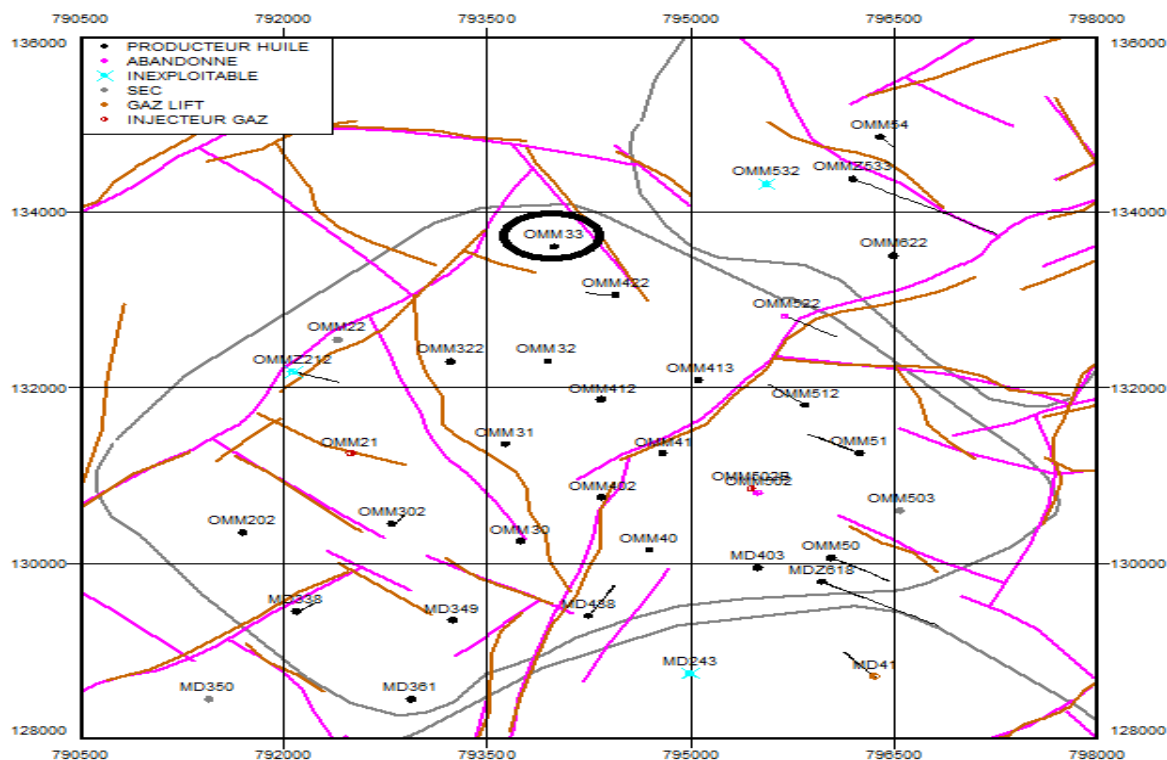 790500 792000 793500 795000 796500 798000
136000 136000
PRODUCTEUR HUILE
ABANDONNE
INEXPLOITABLE
SEC
GAZ LIFT
INJECTEUR GAZ
OMM54
OMM532 OMMZ533
134000 134000
OMM33
OMM622
OMM422
OMM522
OMM22
OMMZ212 OMM322 OMM32
OMM413
132000 132000
OMM412 OMM512
OMM31
OMM21 OMM41 OMM51
OMM502B
OMM502
OMM402
OMM503
OMM202 OMM302
OMM30 OMM40
MD403 OMM50
130000 130000
MDZ618
MD338 MD349 MD488
MD243
MD350 MD361 MD41
128000 128000
790500 792000 793500 795000 796500 798000